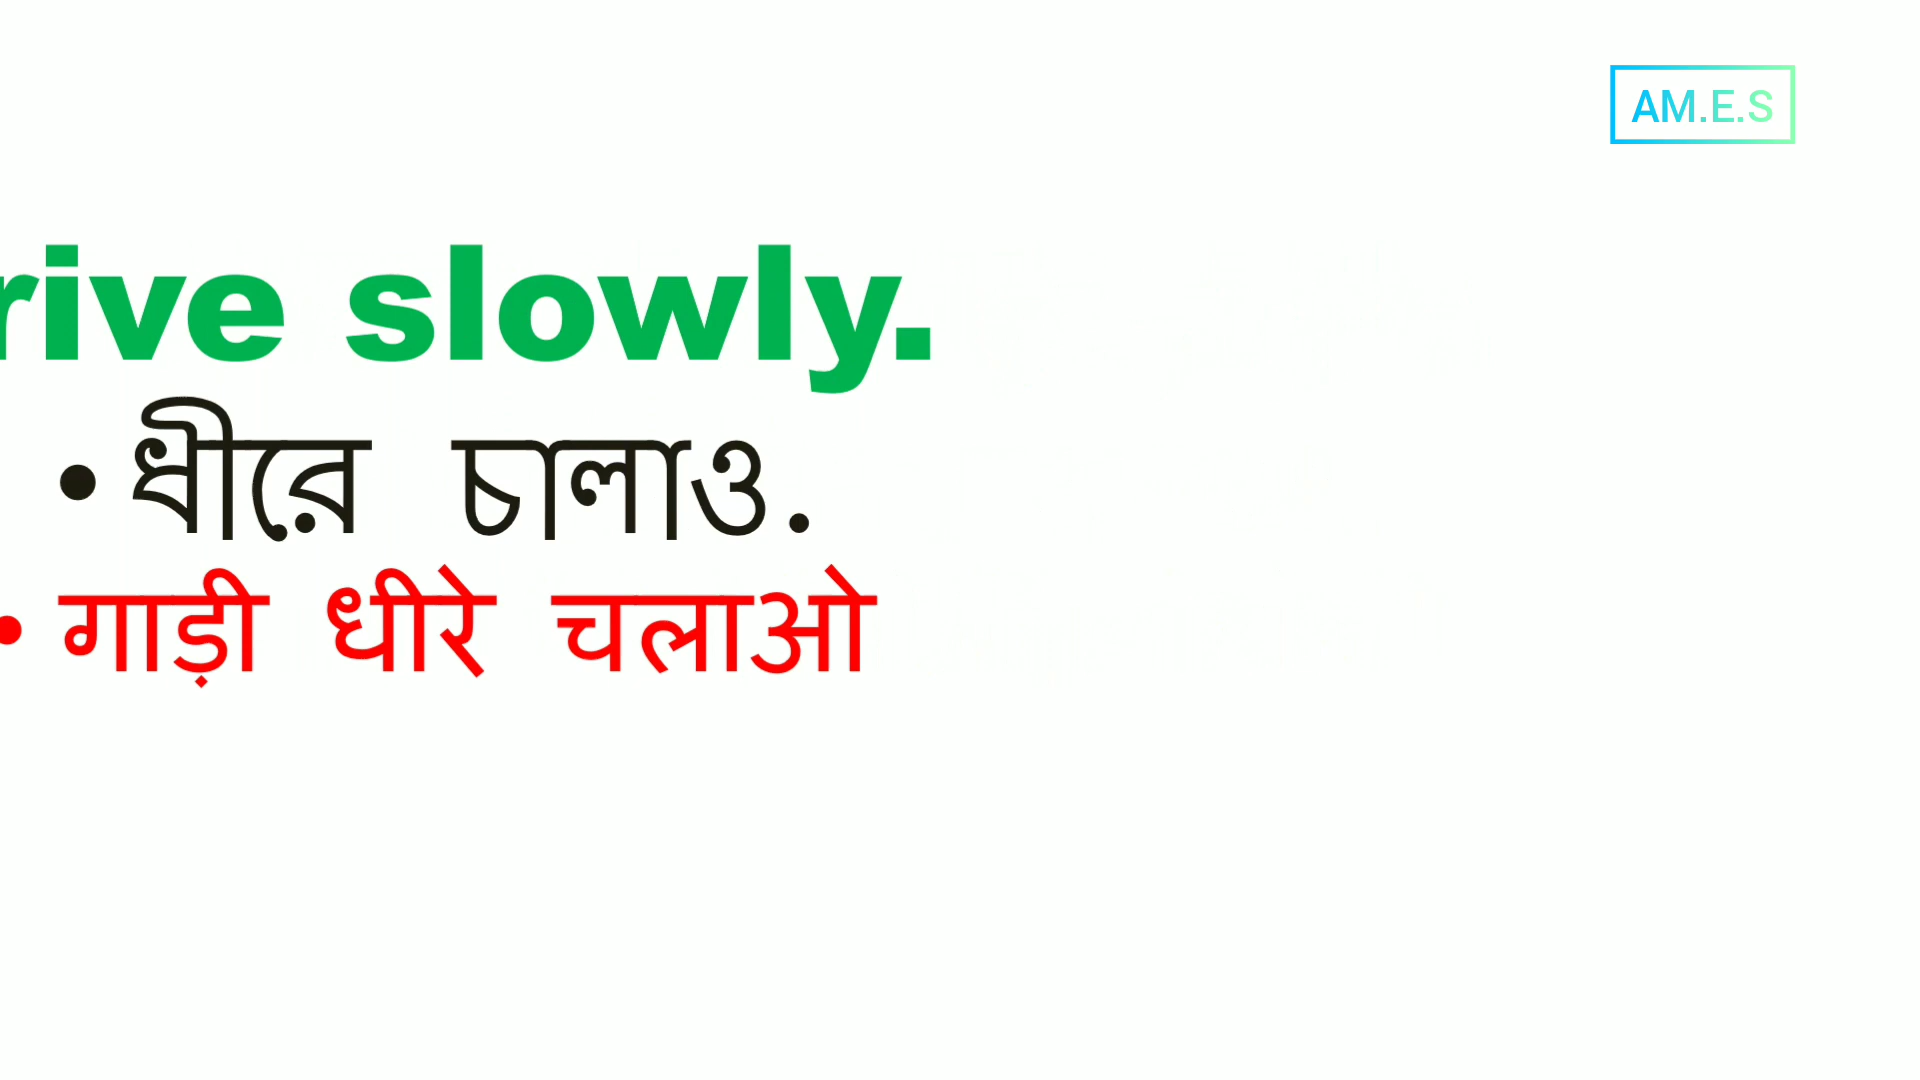 AM.E.S
rive slowly.
• ধীরে চালাও.
• गाड़ी धीरे चलाओ